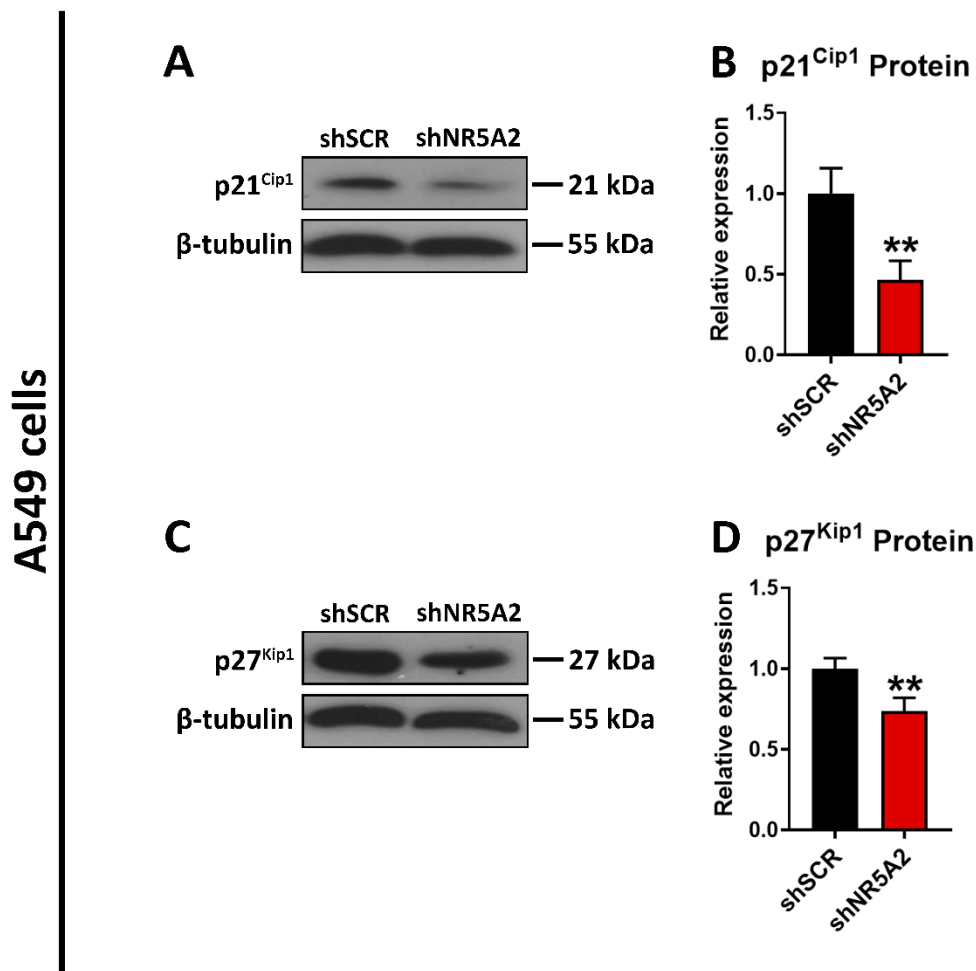 A549 cells
A
shSCR shNR5A2
p21Cip1
21 kDa
β-tubulin
55 kDa
B p21Cip1 Protein
Relative expression
1.5
1.0
0.5
0.0
**
shSCR
shNR5A2
C
shSCR shNR5A2
p27Kip1
27 kDa
β-tubulin
55 kDa
D p27Kip1 Protein
Relative expression
1.5
1.0
0.5
0.0
**
shSCR
shNR5A2